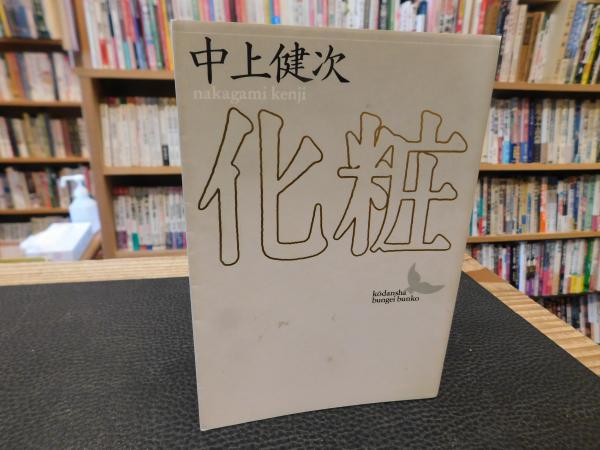 中上健次
nakagami kenji
化粧
kōdansha
bungei bunko